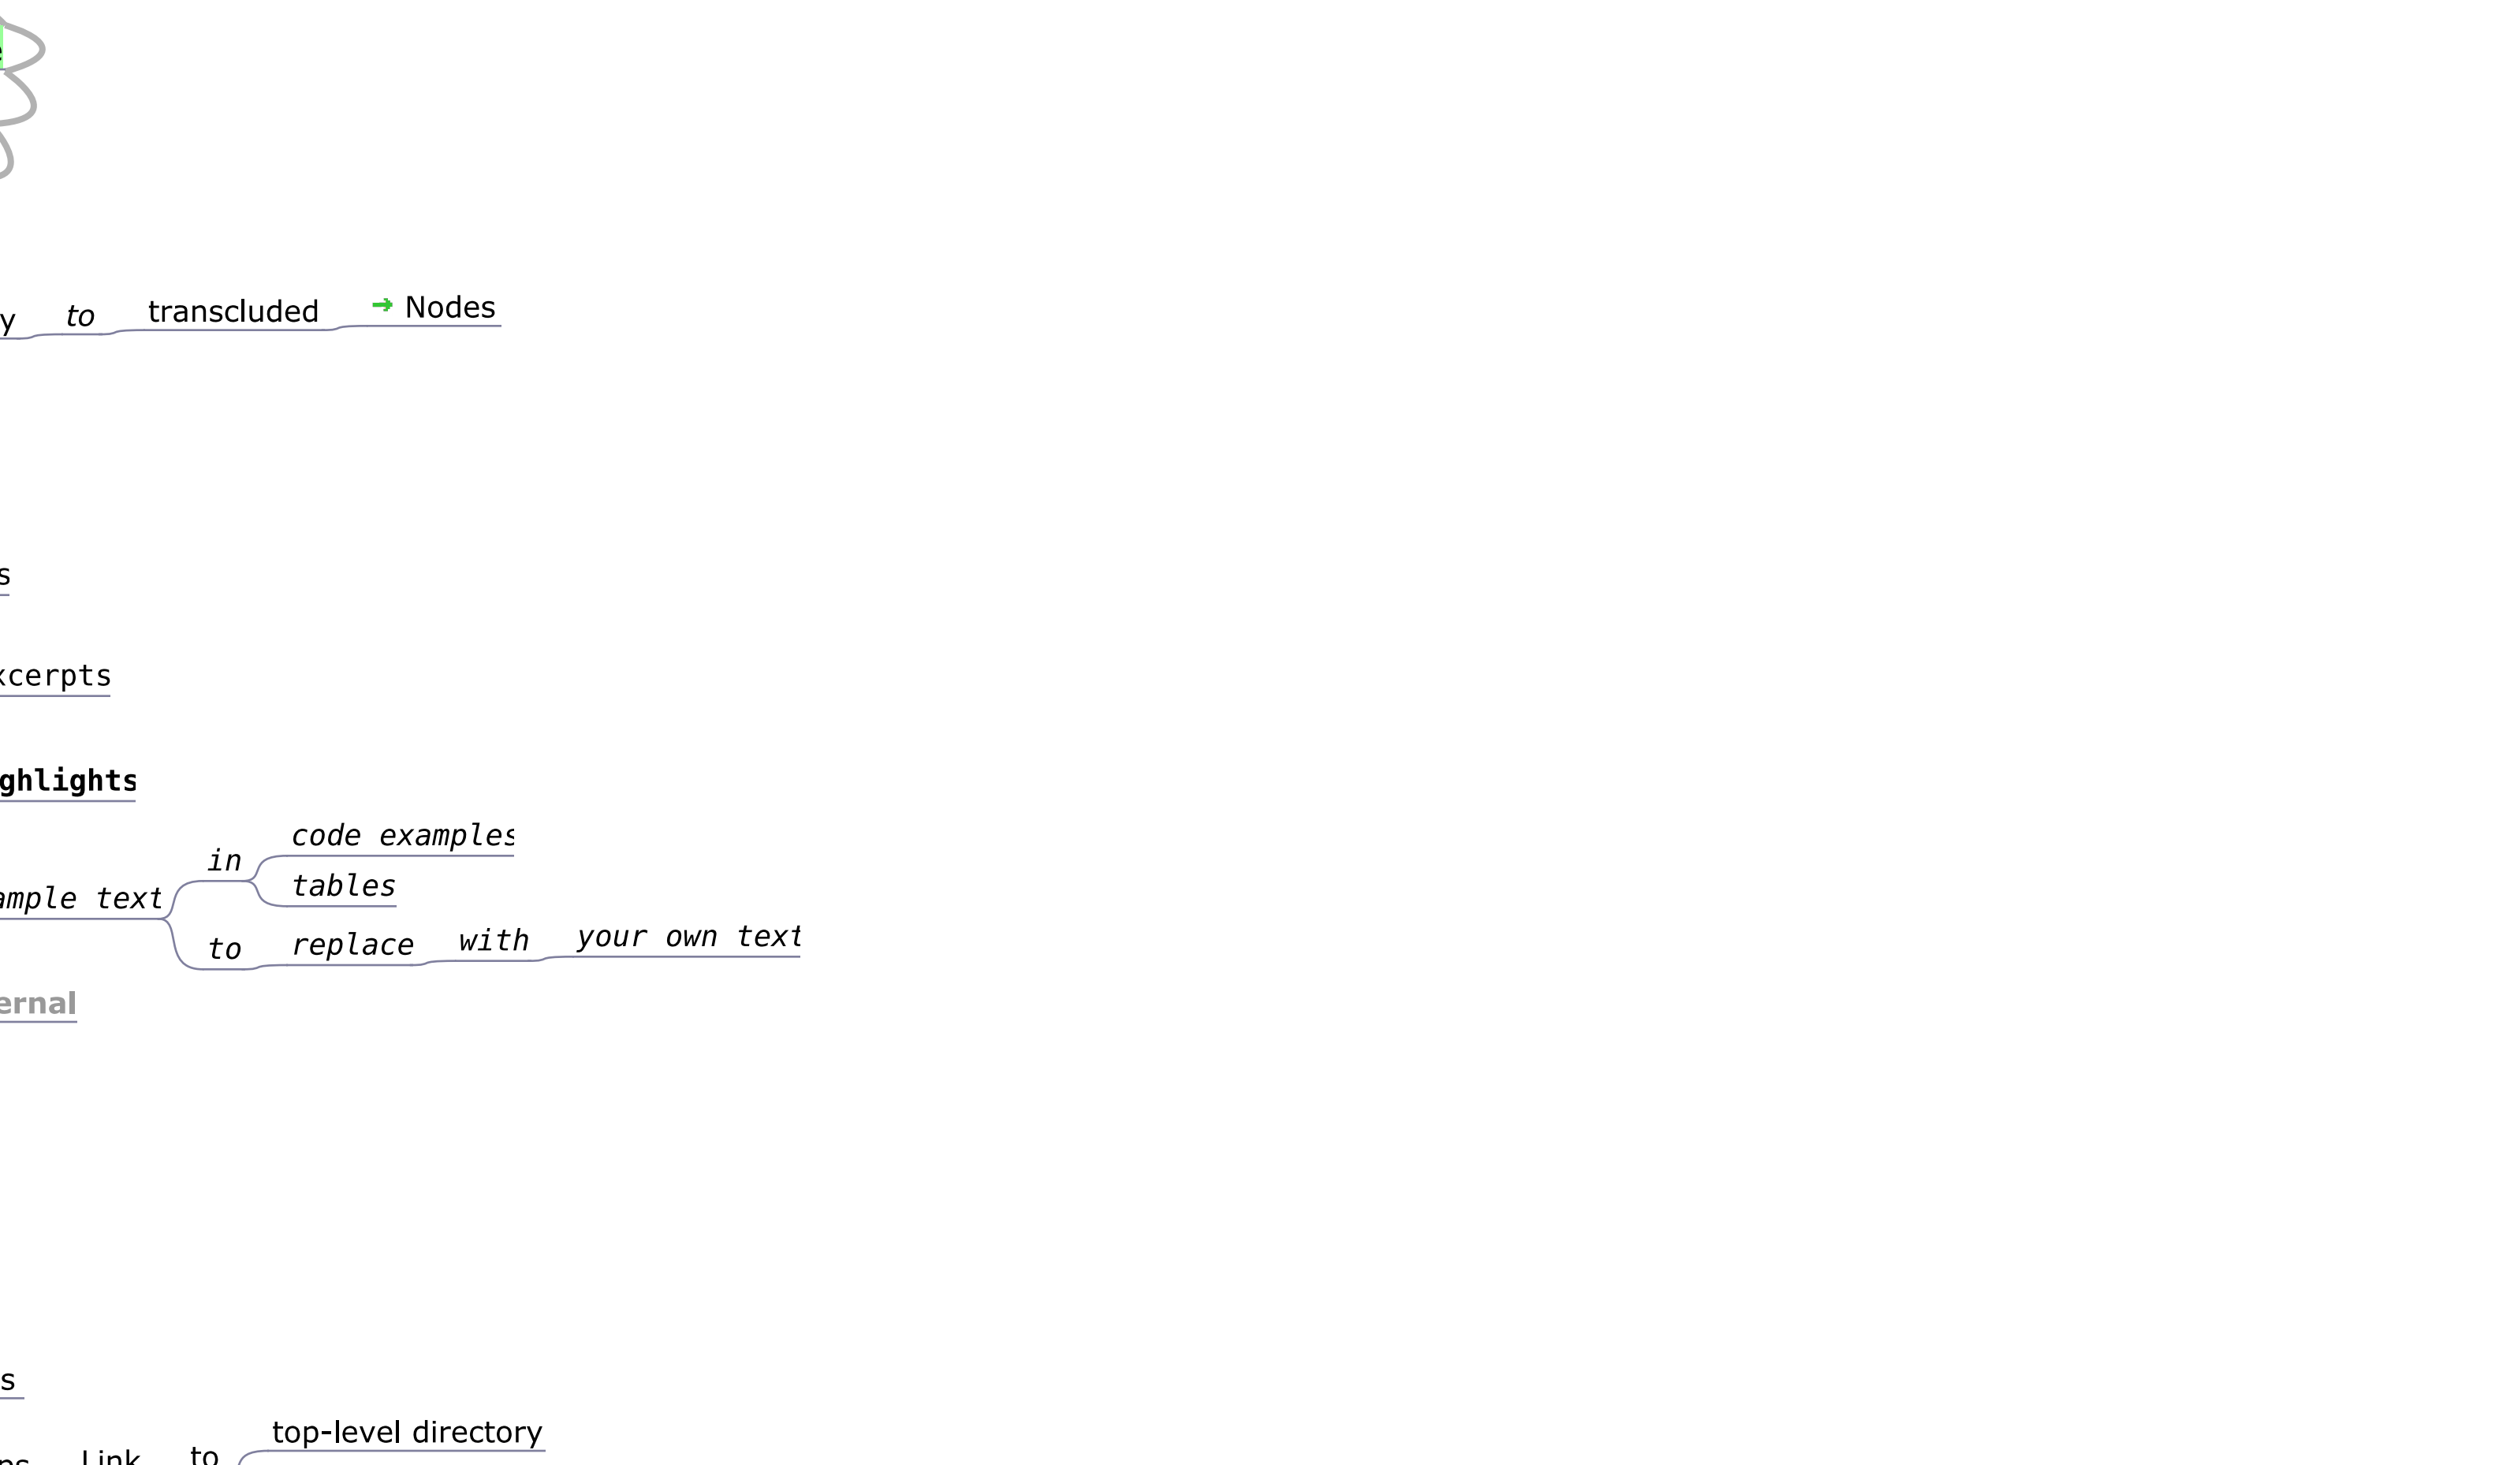 y to transcluded Nodes
s
xcerpts
ghlights
code examples
in
tables
ample text
to replace with your own text
ernal
s
top-level directory
ps Link to